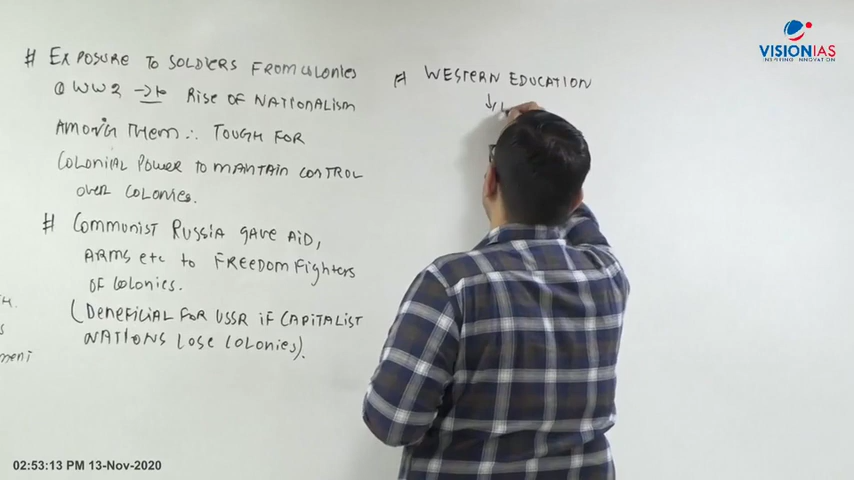 # EXPOSURE TO SOLDIERS FROM COLONIES
@ WW2 → Rise OF NATIONALISM
AMONG THEM ∴ TOUGH FOR
COLONIAL POWER TO MAINTAIN CONTROL
OVER COLONIES.
# COMMUNIST RUSSIA GAVE AID,
ARMS etc to FREEDOM FIGHTERS
OF COLONIES.
(BENEFICIAL FOR USSR IF CAPITALIST
NATIONS LOSE COLONIES).
ment
# WESTERN EDUCATION
↓
VISIONIAS
INSPIRING INNOVATION
02:53:13 PM 13-Nov-2020